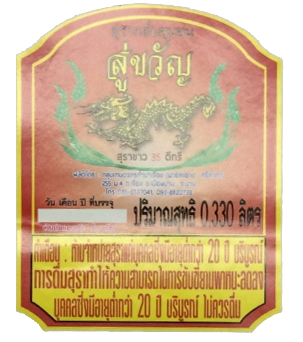 สุรากลั่นชุมชน
สู่ขวัญ
สุราขาว 35 ดีกรี
วัน เดือน ปี ที่บรรจุ
ปริมาณสุทธิ 0.330 ลิตร
คำเตือน : ห้ามจำหน่ายสุราแก่บุคคลซึ่งมีอายุต่ำกว่า 20 ปี บริบูรณ์
การดื่มสุราทำให้ความสามารถในการขับขี่ยานพาหนะลดลง
บุคคลซึ่งมีอายุต่ำกว่า 20 ปี บริบูรณ์ ไม่ควรดื่ม